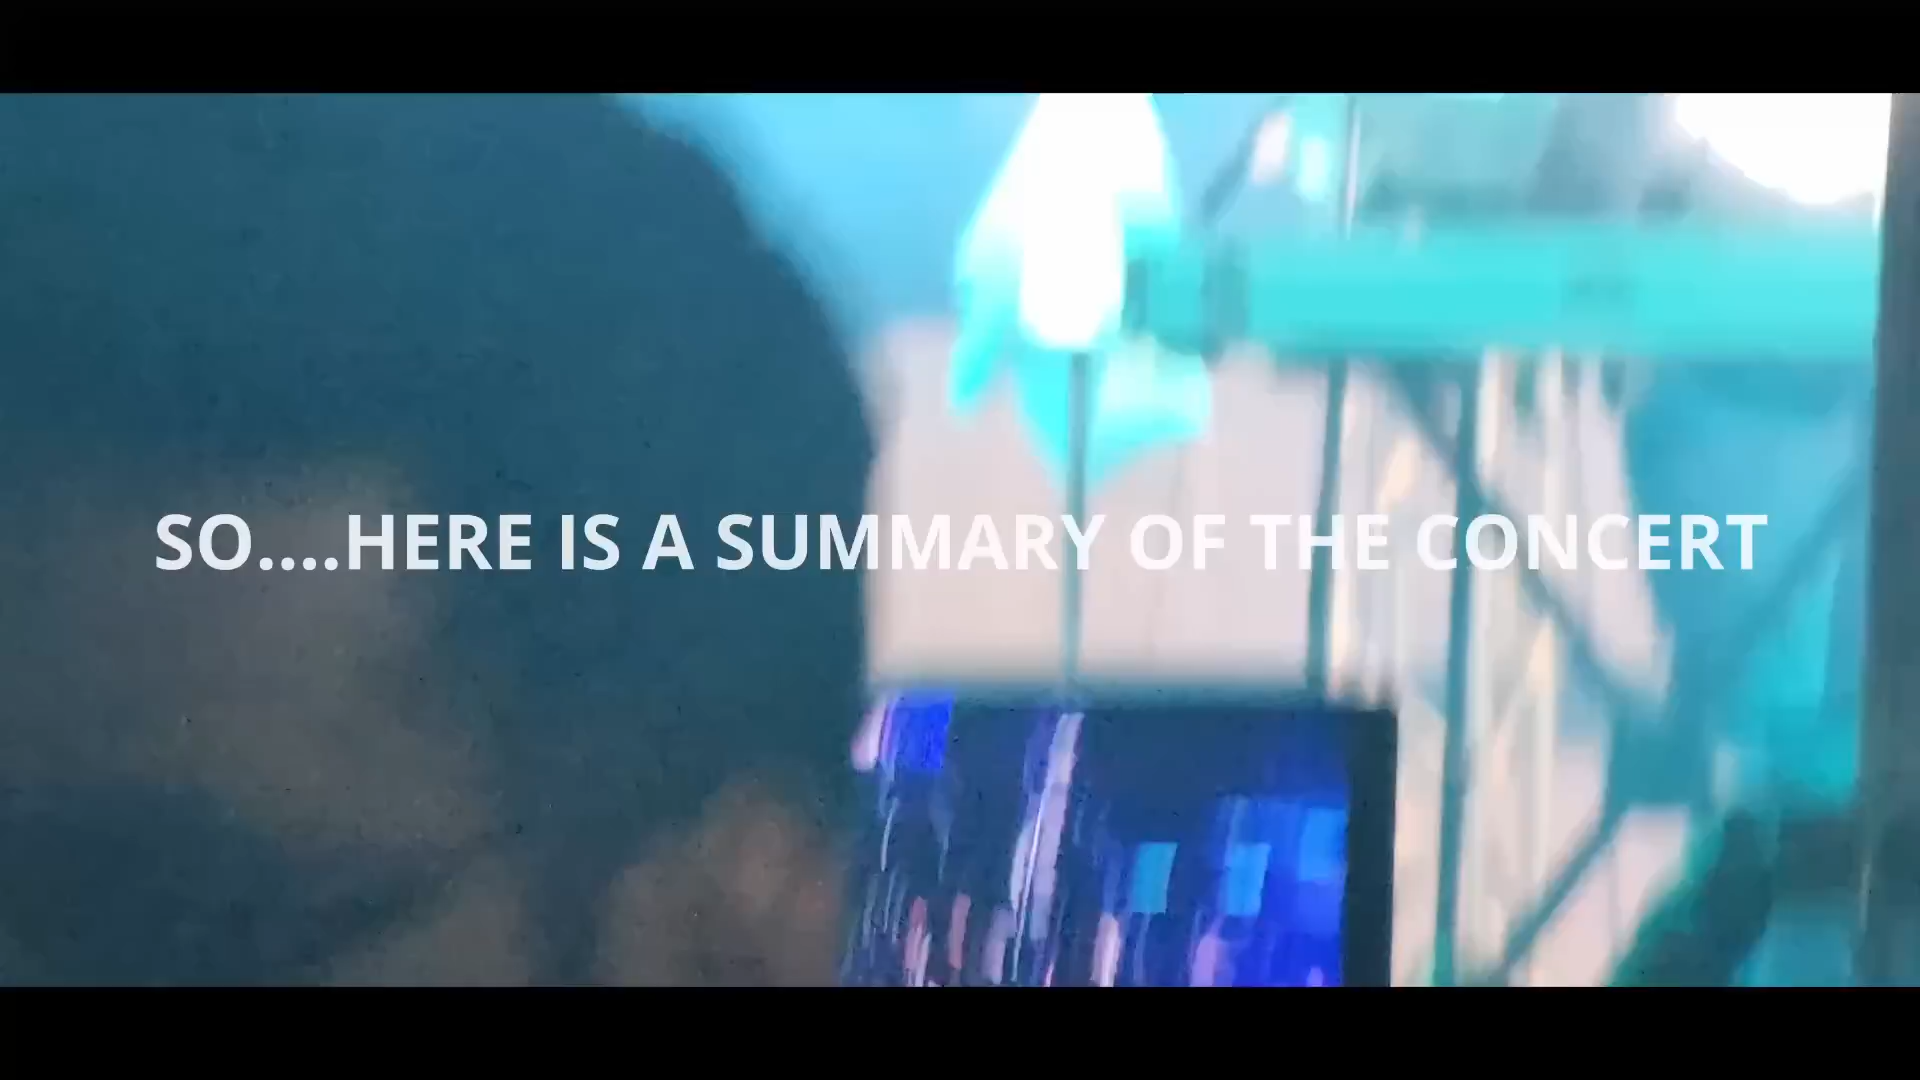 SO....HERE IS A SUMMARY OF THE CONCERT